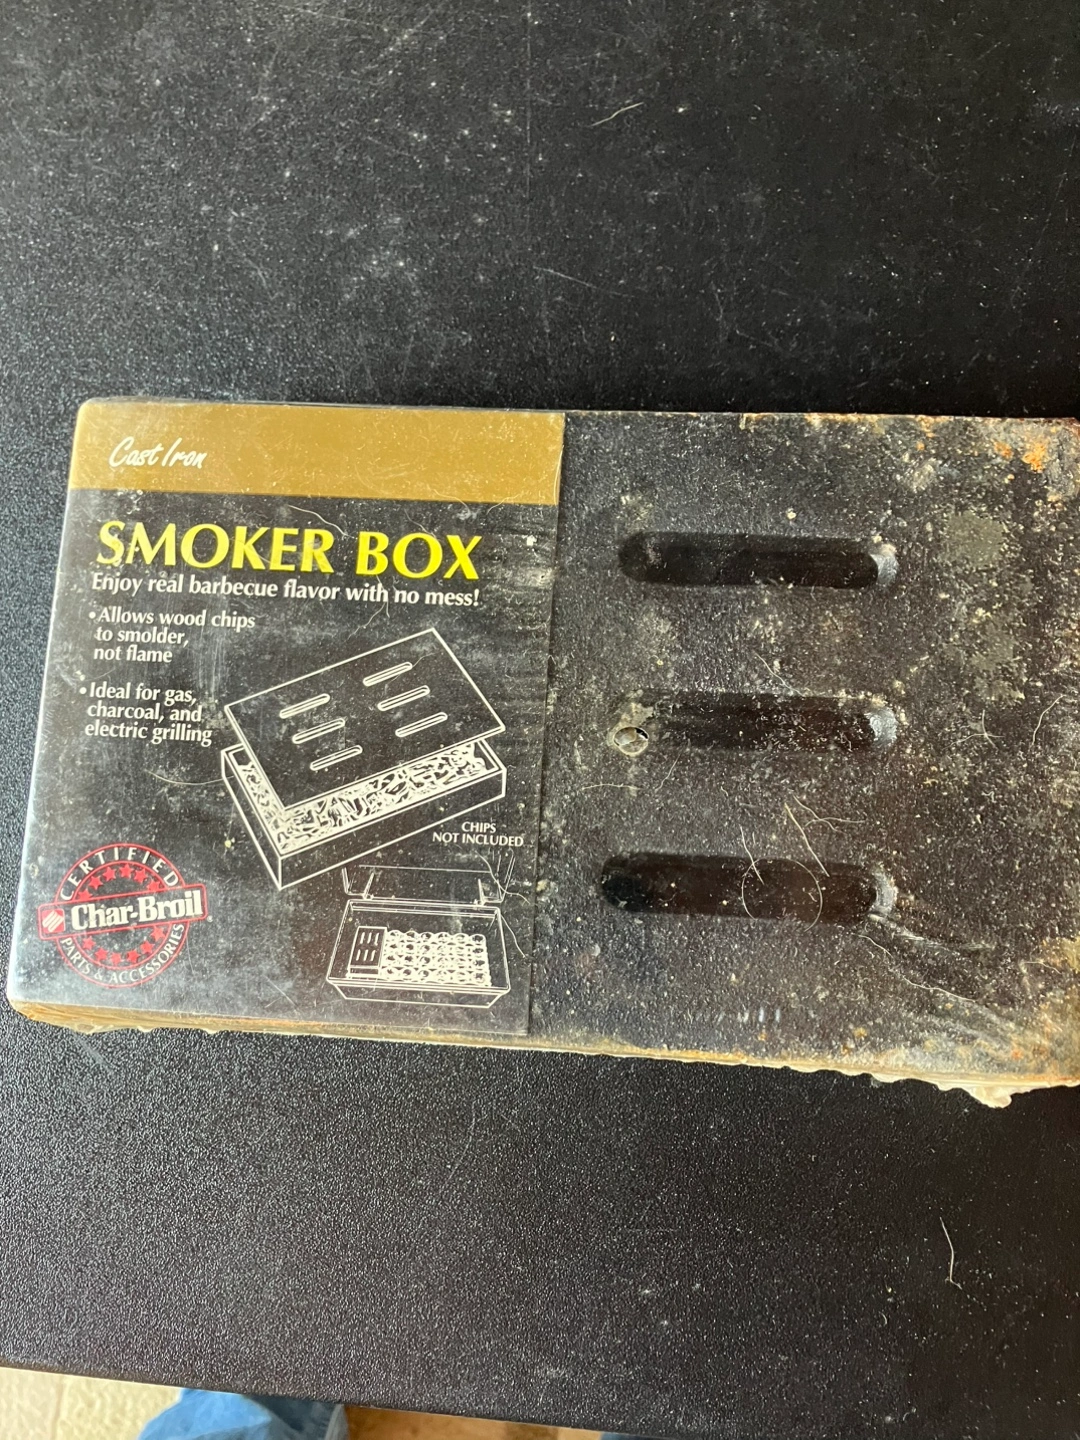 Cast Iron
SMOKER BOX
Enjoy real barbecue flavor with no mess!
• Allows wood chips
to smolder,
not flame
• Ideal for gas,
charcoal, and
electric grilling
CHIPS
NOT INCLUDED
CERTIFIED
Char-Broil®
PARTS & ACCESSORIES